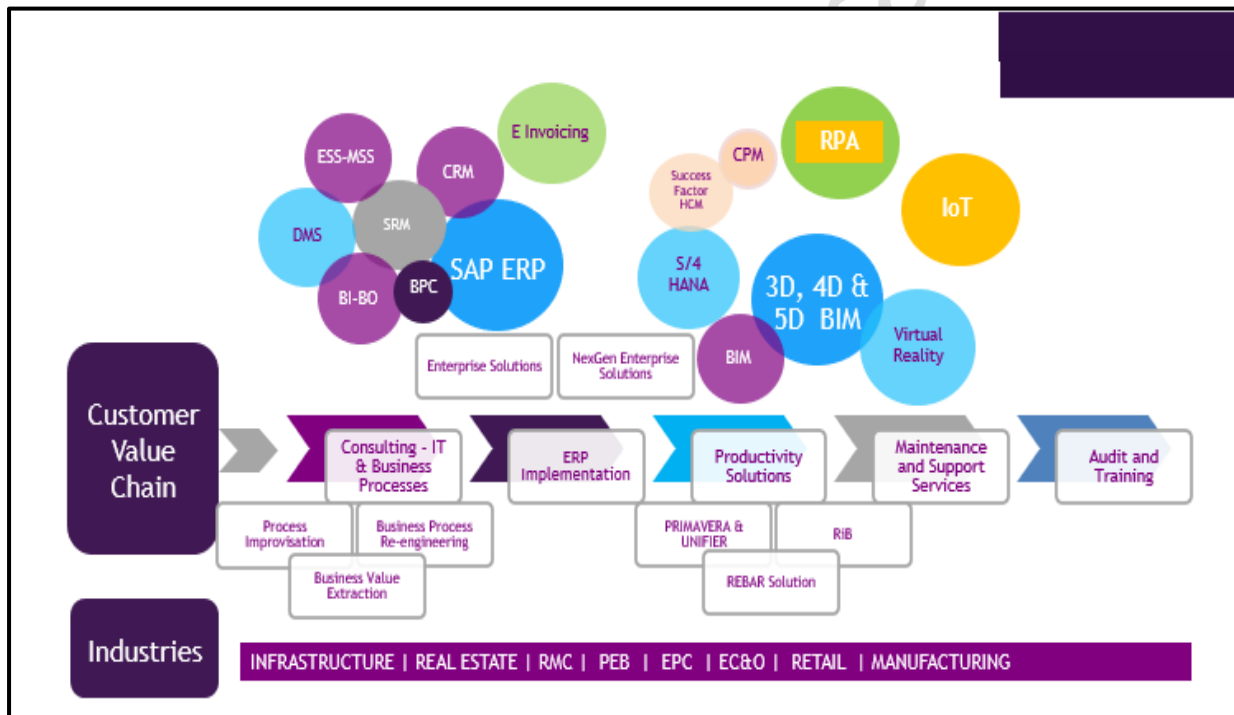 E Invoicing
ESS-MSS
CRM
DMS
SRM
SAP ERP
BI-BO
BPC
RPA
CPM
Success
Factor
HCM
IoT
S/4
HANA
3D, 4D &
5D BIM
BIM
Virtual
Reality
Enterprise Solutions
NexGen Enterprise
Solutions
Customer
Value
Chain
Consulting - IT
& Business
Processes
ERP
Implementation
Productivity
Solutions
Maintenance
and Support
Services
Audit and
Training
Process
Improvisation
Business Process
Re-engineering
Business Value
Extraction
PRIMAVERA &
UNIFIER
RiB
REBAR Solution
Industries
INFRASTRUCTURE | REAL ESTATE | RMC | PEB | EPC | EC&O | RETAIL | MANUFACTURING